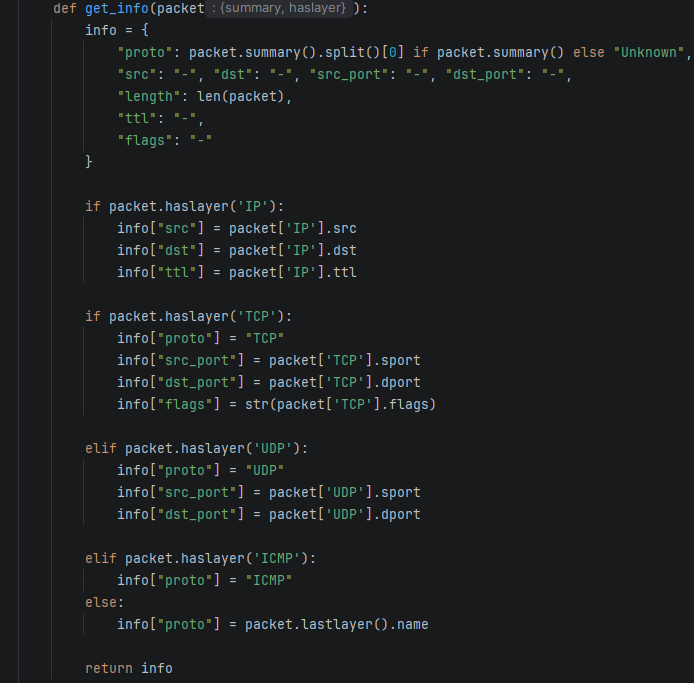 def get_info(packet : {summary, haslayer} ):
    info = {
        "proto": packet.summary().split()[0] if packet.summary() else "Unknown",
        "src": "-", "dst": "-", "src_port": "-", "dst_port": "-",
        "length": len(packet),
        "ttl": "-",
        "flags": "-"
    }
    if packet.haslayer('IP'):
        info["src"] = packet['IP'].src
        info["dst"] = packet['IP'].dst
        info["ttl"] = packet['IP'].ttl
    if packet.haslayer('TCP'):
        info["proto"] = "TCP"
        info["src_port"] = packet['TCP'].sport
        info["dst_port"] = packet['TCP'].dport
        info["flags"] = str(packet['TCP'].flags)
    elif packet.haslayer('UDP'):
        info["proto"] = "UDP"
        info["src_port"] = packet['UDP'].sport
        info["dst_port"] = packet['UDP'].dport
    elif packet.haslayer('ICMP'):
        info["proto"] = "ICMP"
    else:
        info["proto"] = packet.lastlayer().name
    return info